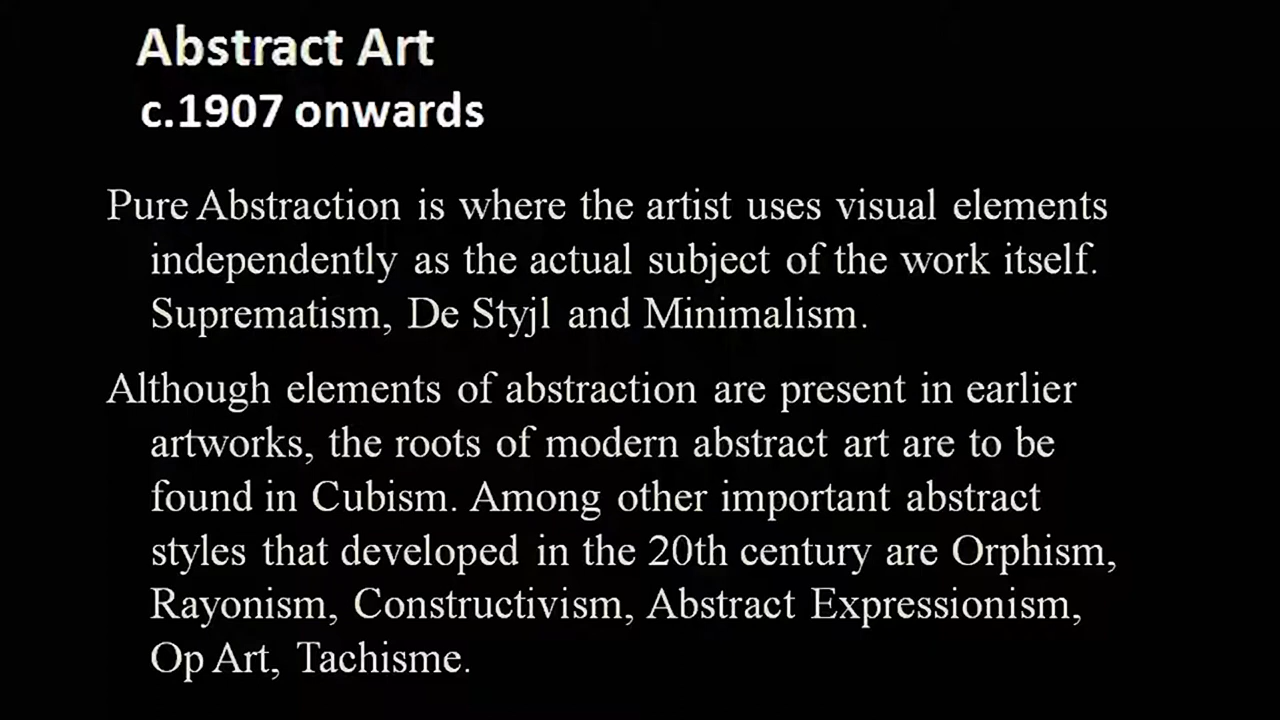 Abstract Art
c.1907 onwards
Pure Abstraction is where the artist uses visual elements
independently as the actual subject of the work itself.
Suprematism, De Styjl and Minimalism.
Although elements of abstraction are present in earlier
artworks, the roots of modern abstract art are to be
found in Cubism. Among other important abstract
styles that developed in the 20th century are Orphism,
Rayonism, Constructivism, Abstract Expressionism,
Op Art, Tachisme.